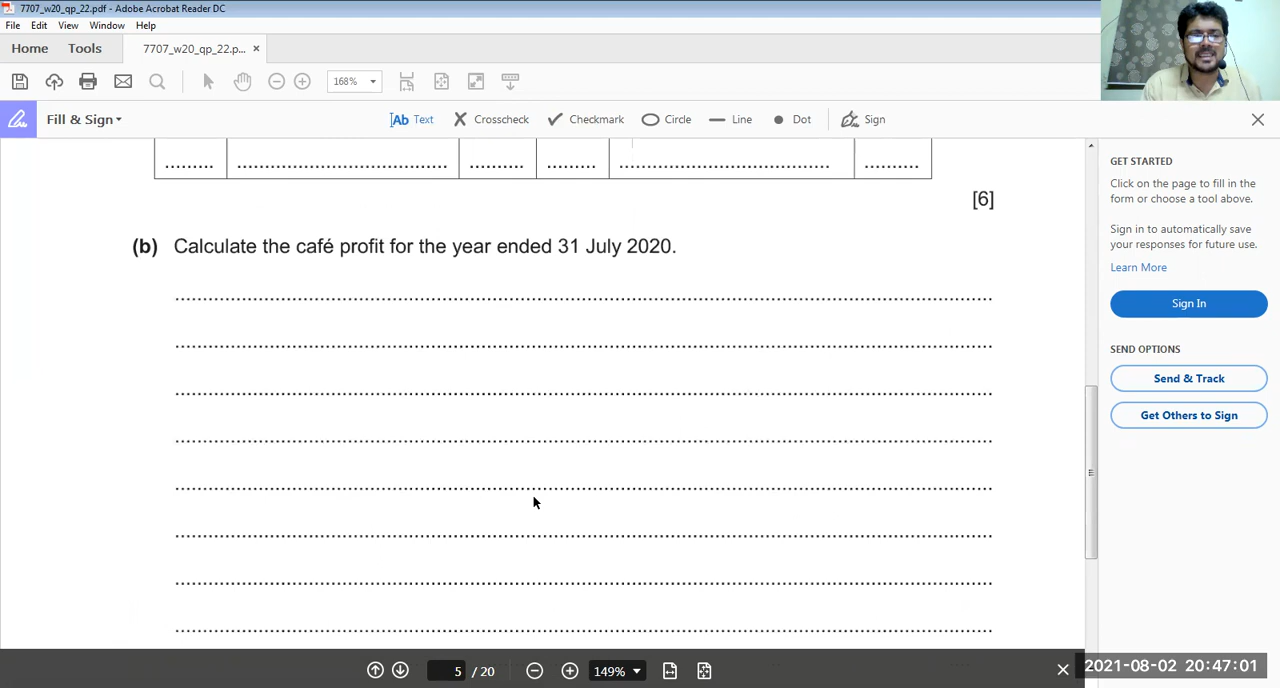 7707_w20_qp_22.pdf - Adobe Acrobat Reader DC
File Edit View Window Help
Home Tools 7707_w20_qp_22.p... ×
168%
Fill & Sign
Ab Text Crosscheck Checkmark Circle Line Dot Sign
......... ................................... ......... ......... ................................... .........
[6]
(b) Calculate the café profit for the year ended 31 July 2020.
GET STARTED
Click on the page to fill in the
form or choose a tool above.
Sign in to automatically save
your responses for future use.
Learn More
Sign In
SEND OPTIONS
Send & Track
Get Others to Sign
5 / 20 149%
2021-08-02 20:47:01